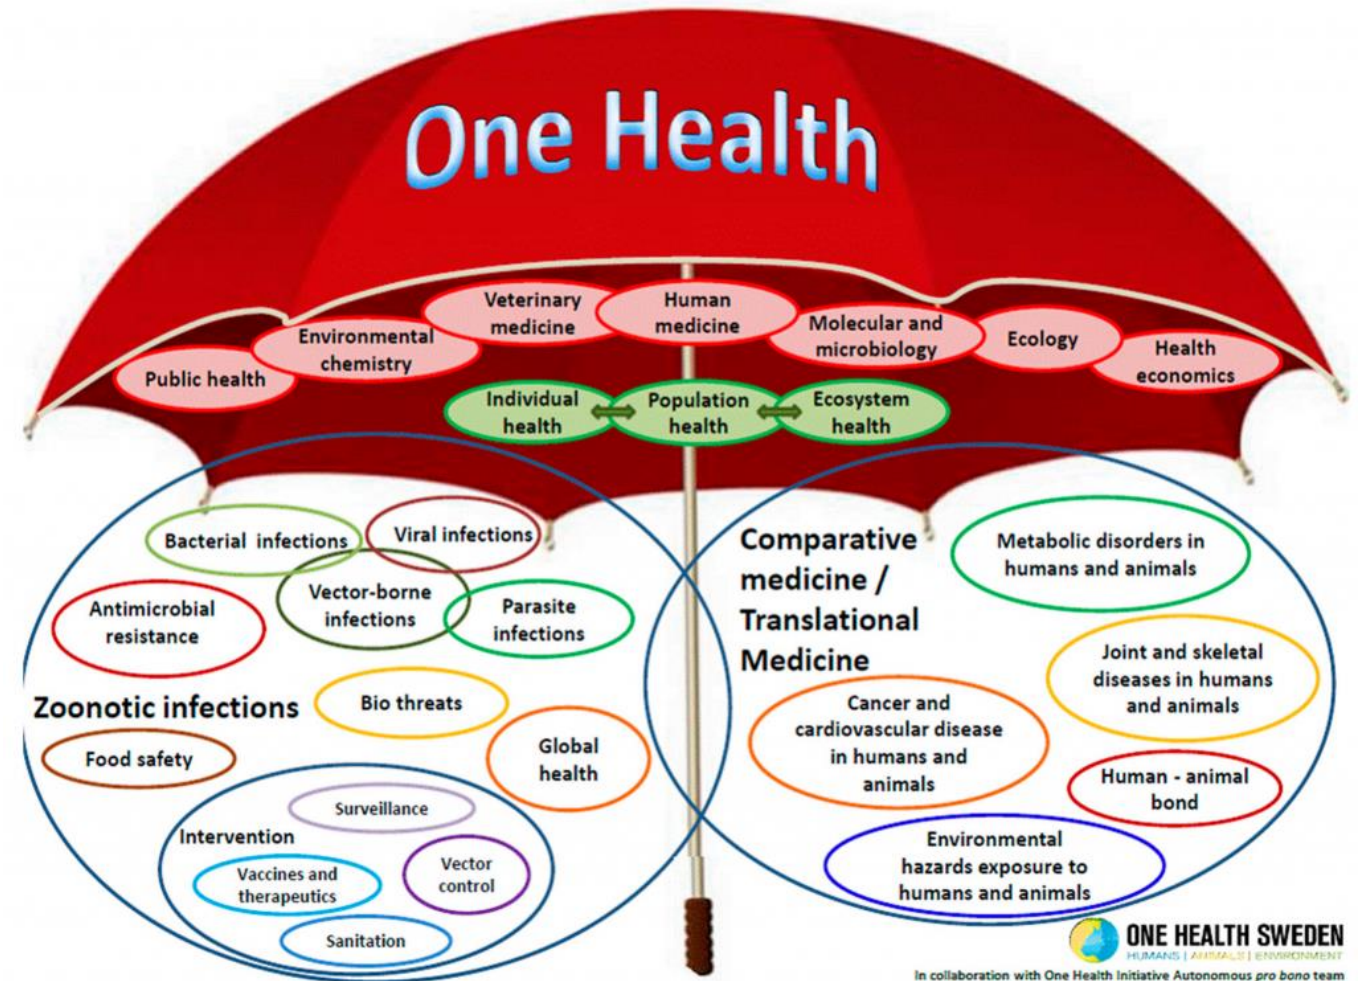 One Health
Veterinary
medicine
Human
medicine
Molecular and
microbiology
Ecology
Health
economics
Environmental
chemistry
Public health
Individual
health
Population
health
Ecosystem
health
Bacterial infections
Viral infections
Vector-borne
infections
Parasite
infections
Antimicrobial
resistance
Zoonotic infections
Bio threats
Food safety
Global
health
Surveillance
Intervention
Vaccines and
therapeutics
Vector
control
Sanitation
Comparative
medicine /
Translational
Medicine
Metabolic disorders in
humans and animals
Joint and skeletal
diseases in humans
and animals
Cancer and
cardiovascular disease
in humans and
animals
Human - animal
bond
Environmental
hazards exposure to
humans and animals
ONE HEALTH SWEDEN
HUMANS | ANIMALS | ENVIRONMENT
In collaboration with One Health Initiative Autonomous pro bono team